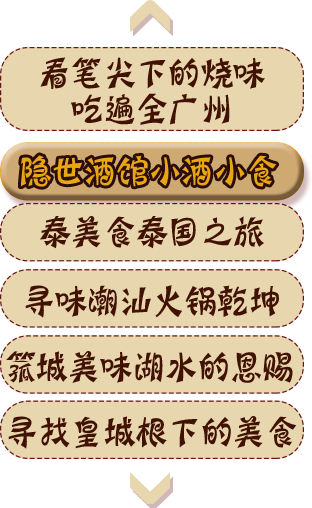 看笔尖下的烧味
吃遍全广州
隐世酒馆小酒小食
泰美食泰国之旅
寻味潮汕火锅乾坤
箛城美味湖水的恩赐
寻找皇城根下的美食